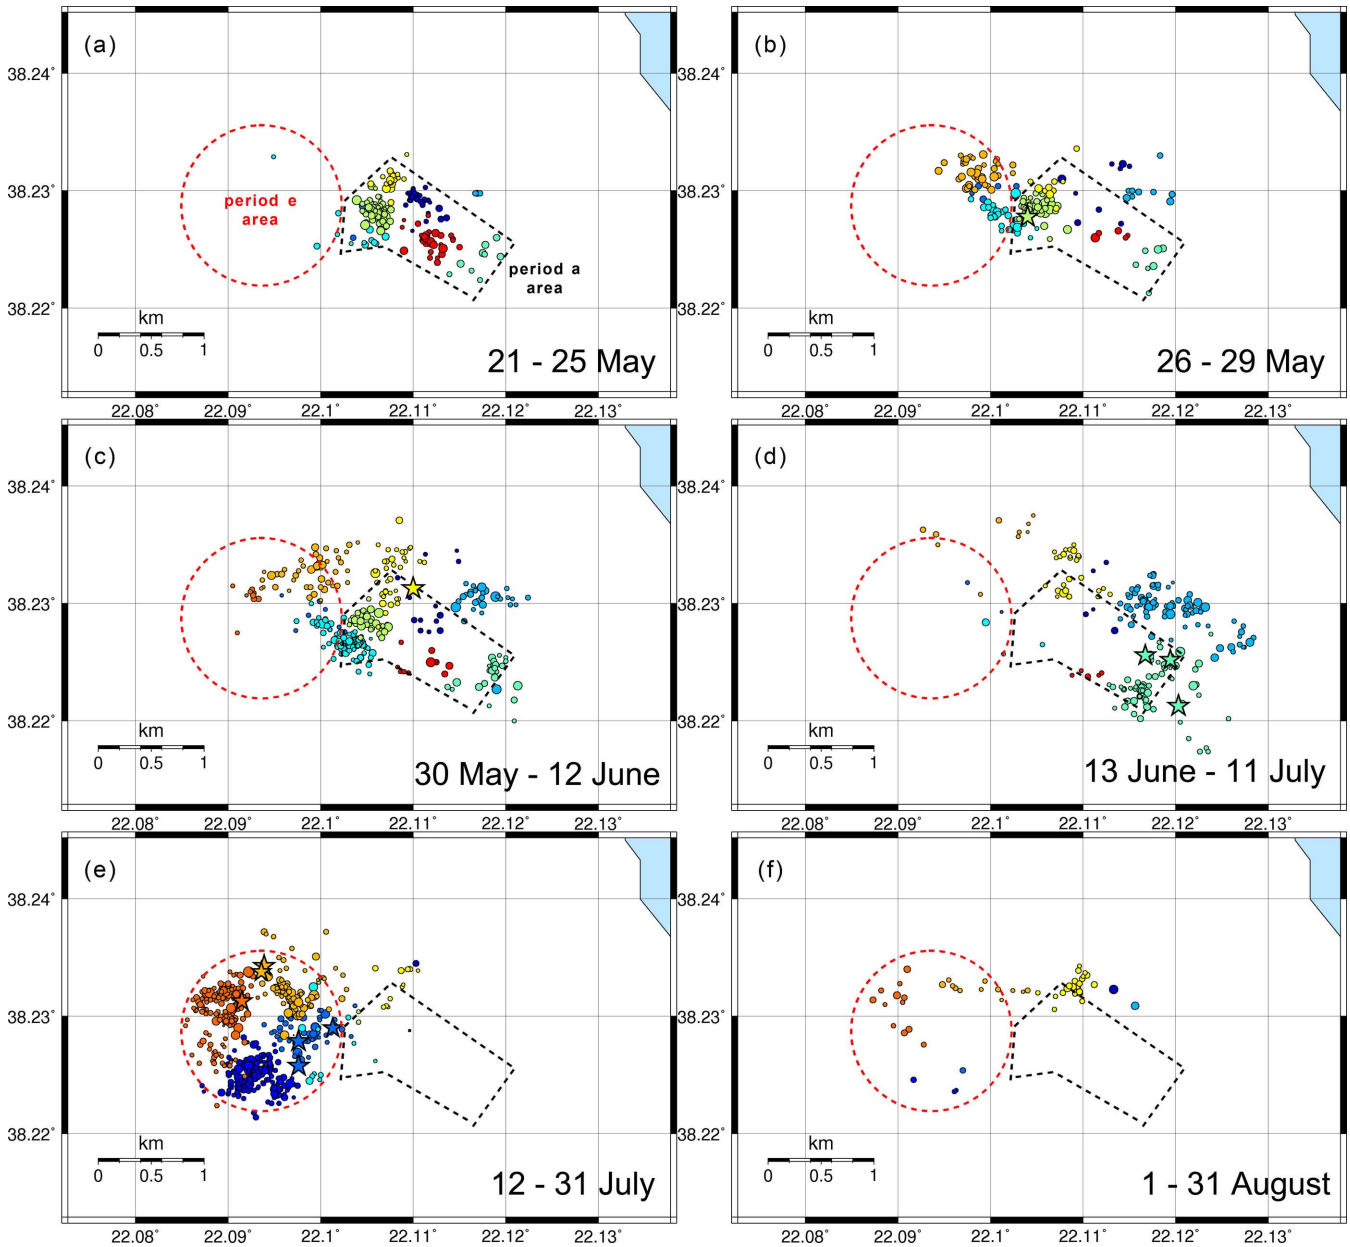 (a)
38.24°
38.23°
38.22°
period e
area
period a
area
km
0 0.5 1
21 - 25 May
22.08° 22.09° 22.1° 22.11° 22.12° 22.13°
(b)
38.24°
38.23°
38.22°
km
0 0.5 1
26 - 29 May
22.08° 22.09° 22.1° 22.11° 22.12° 22.13°
(c)
38.24°
38.23°
38.22°
km
0 0.5 1
30 May - 12 June
22.08° 22.09° 22.1° 22.11° 22.12° 22.13°
(d)
38.24°
38.23°
38.22°
km
0 0.5 1
13 June - 11 July
22.08° 22.09° 22.1° 22.11° 22.12° 22.13°
(e)
38.24°
38.23°
38.22°
km
0 0.5 1
12 - 31 July
22.08° 22.09° 22.1° 22.11° 22.12° 22.13°
(f)
38.24°
38.23°
38.22°
km
0 0.5 1
1 - 31 August
22.08° 22.09° 22.1° 22.11° 22.12° 22.13°